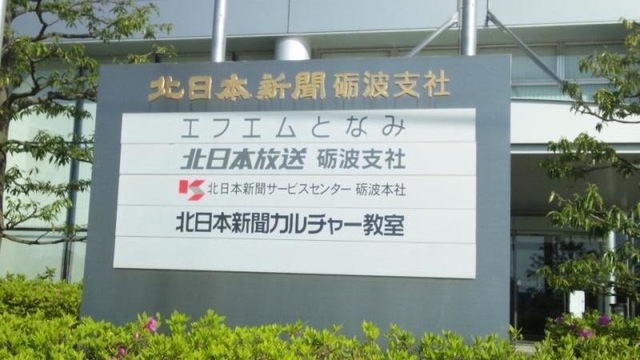 北日本新聞 砺波支社
エフエムとなみ
北日本放送 砺波支社
北日本新聞サービスセンター 砺波本社
北日本新聞カルチャー教室